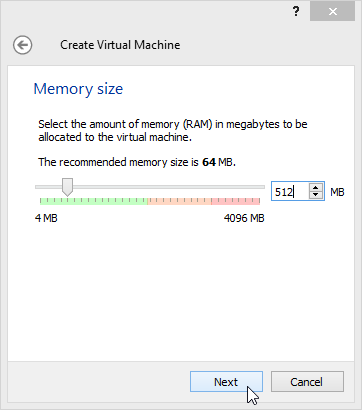 ?
Create Virtual Machine
Memory size
Select the amount of memory (RAM) in megabytes to be
allocated to the virtual machine.
The recommended memory size is 64 MB.
512 MB
4 MB 4096 MB
Next Cancel